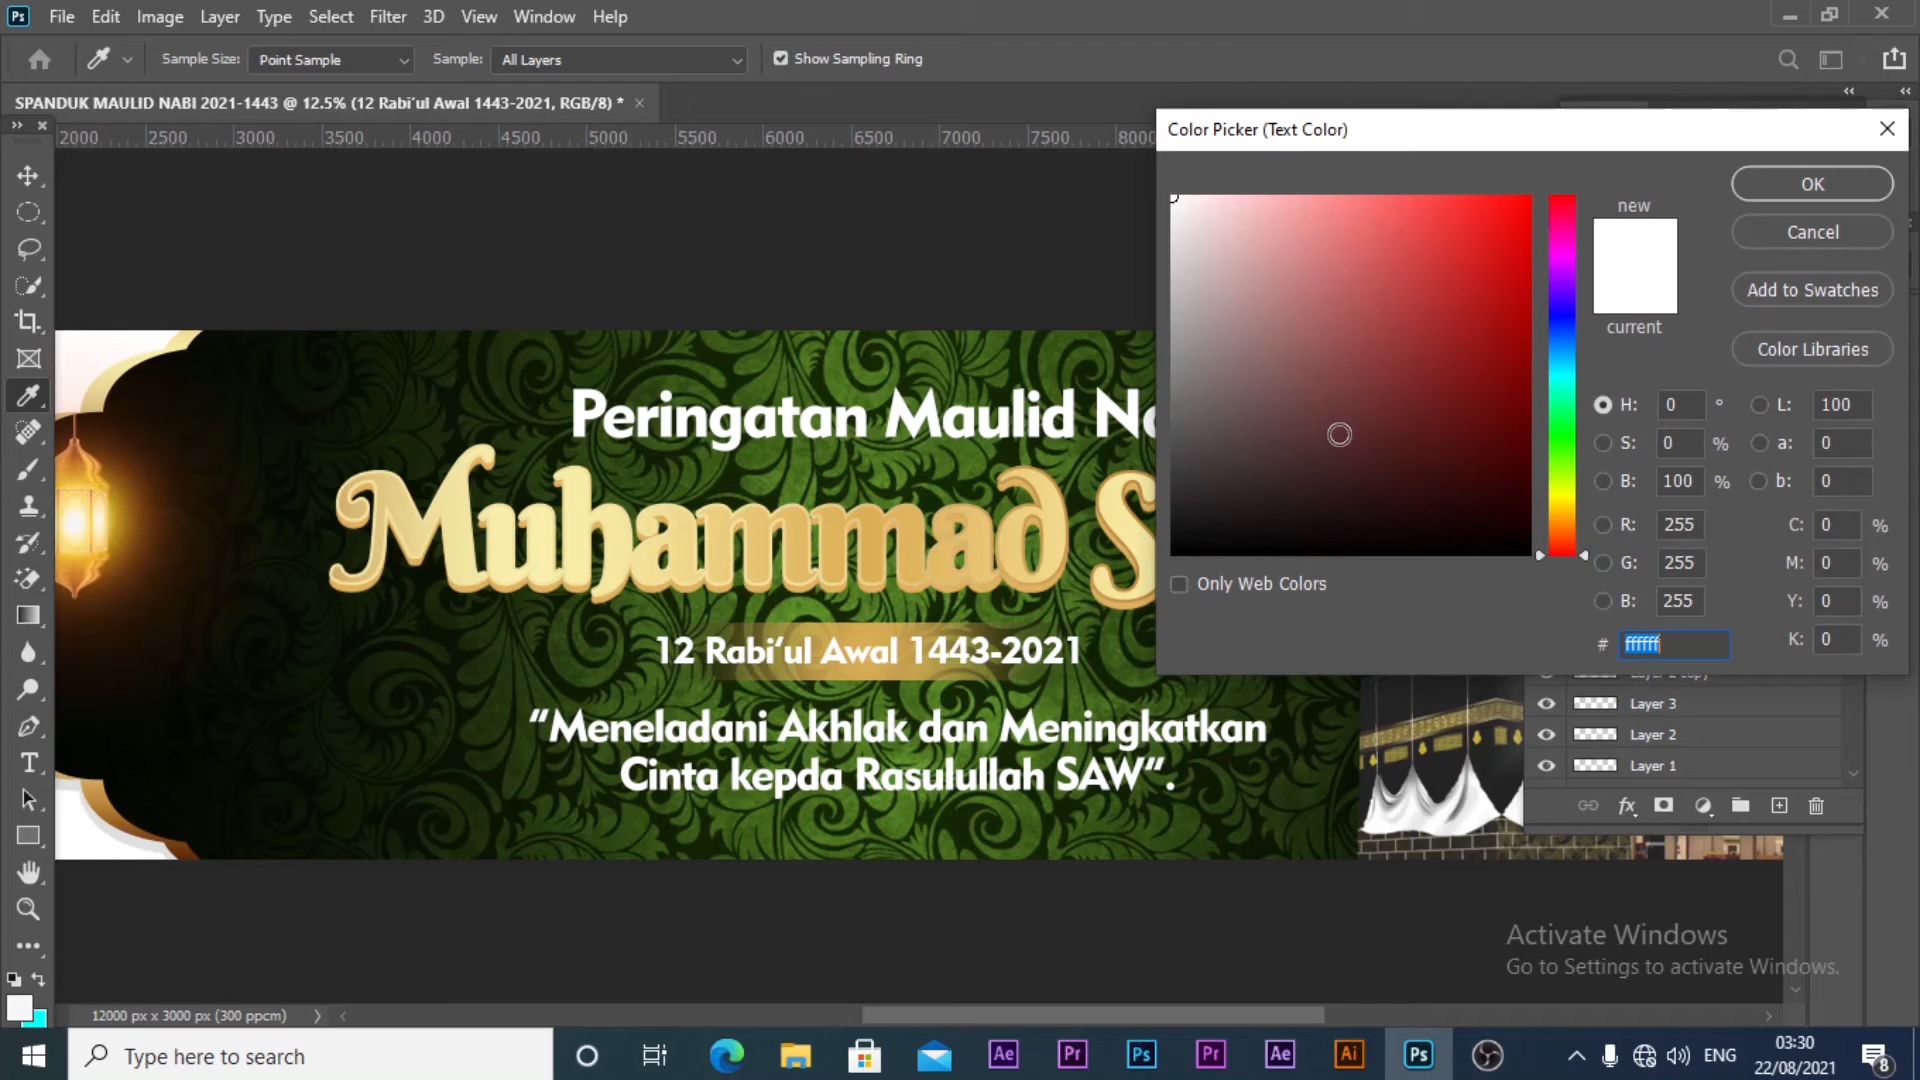 Ps File Edit Image Layer Type Select Filter 3D View Window Help
Sample Size: Point Sample Sample: All Layers Show Sampling Ring
SPANDUK MAULID NABI 2021-1443 @ 12.5% (12 Rabi'ul Awal 1443-2021, RGB/8) *
2000 2500 3000 3500 4000 4500 5000 5500 6000 6500 7000 7500 8000
Color Picker (Text Color)
OK
new
Cancel
Add to Swatches
current
Color Libraries
H: 0 ° L: 100
S: 0 % a: 0
B: 100 % b: 0
R: 255 C: 0 %
G: 255 M: 0 %
B: 255 Y: 0 %
# ffffff K: 0 %
Only Web Colors
Peringatan Maulid Na
Muhammad S
12 Rabi‘ul Awal 1443-2021
“Meneladani Akhlak dan Meningkatkan
Cinta kepda Rasulullah SAW“.
Layer 3
Layer 2
Layer 1
fx
Activate Windows
Go to Settings to activate Windows.
12000 px x 3000 px (300 ppcm)
Type here to search
Ae Pr Ps Pr Ae Ai Ps
ENG
03:30
22/08/2021
8